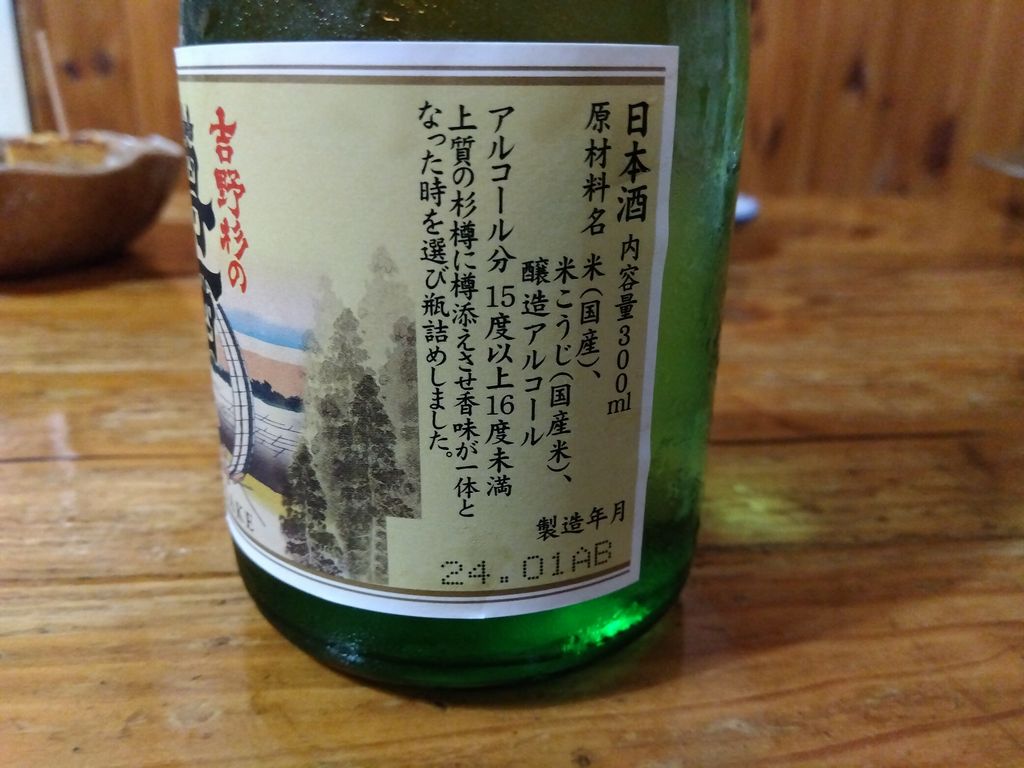 日本酒 内容量300ml
原材料名 米(国産)、
米こうじ(国産米)、
醸造アルコール
アルコール分 15度以上16度未満
上質の杉樽に樽添えさせ香味が一体と
なった時を選び瓶詰めしました。
製造年月
24.01AB
吉野杉の